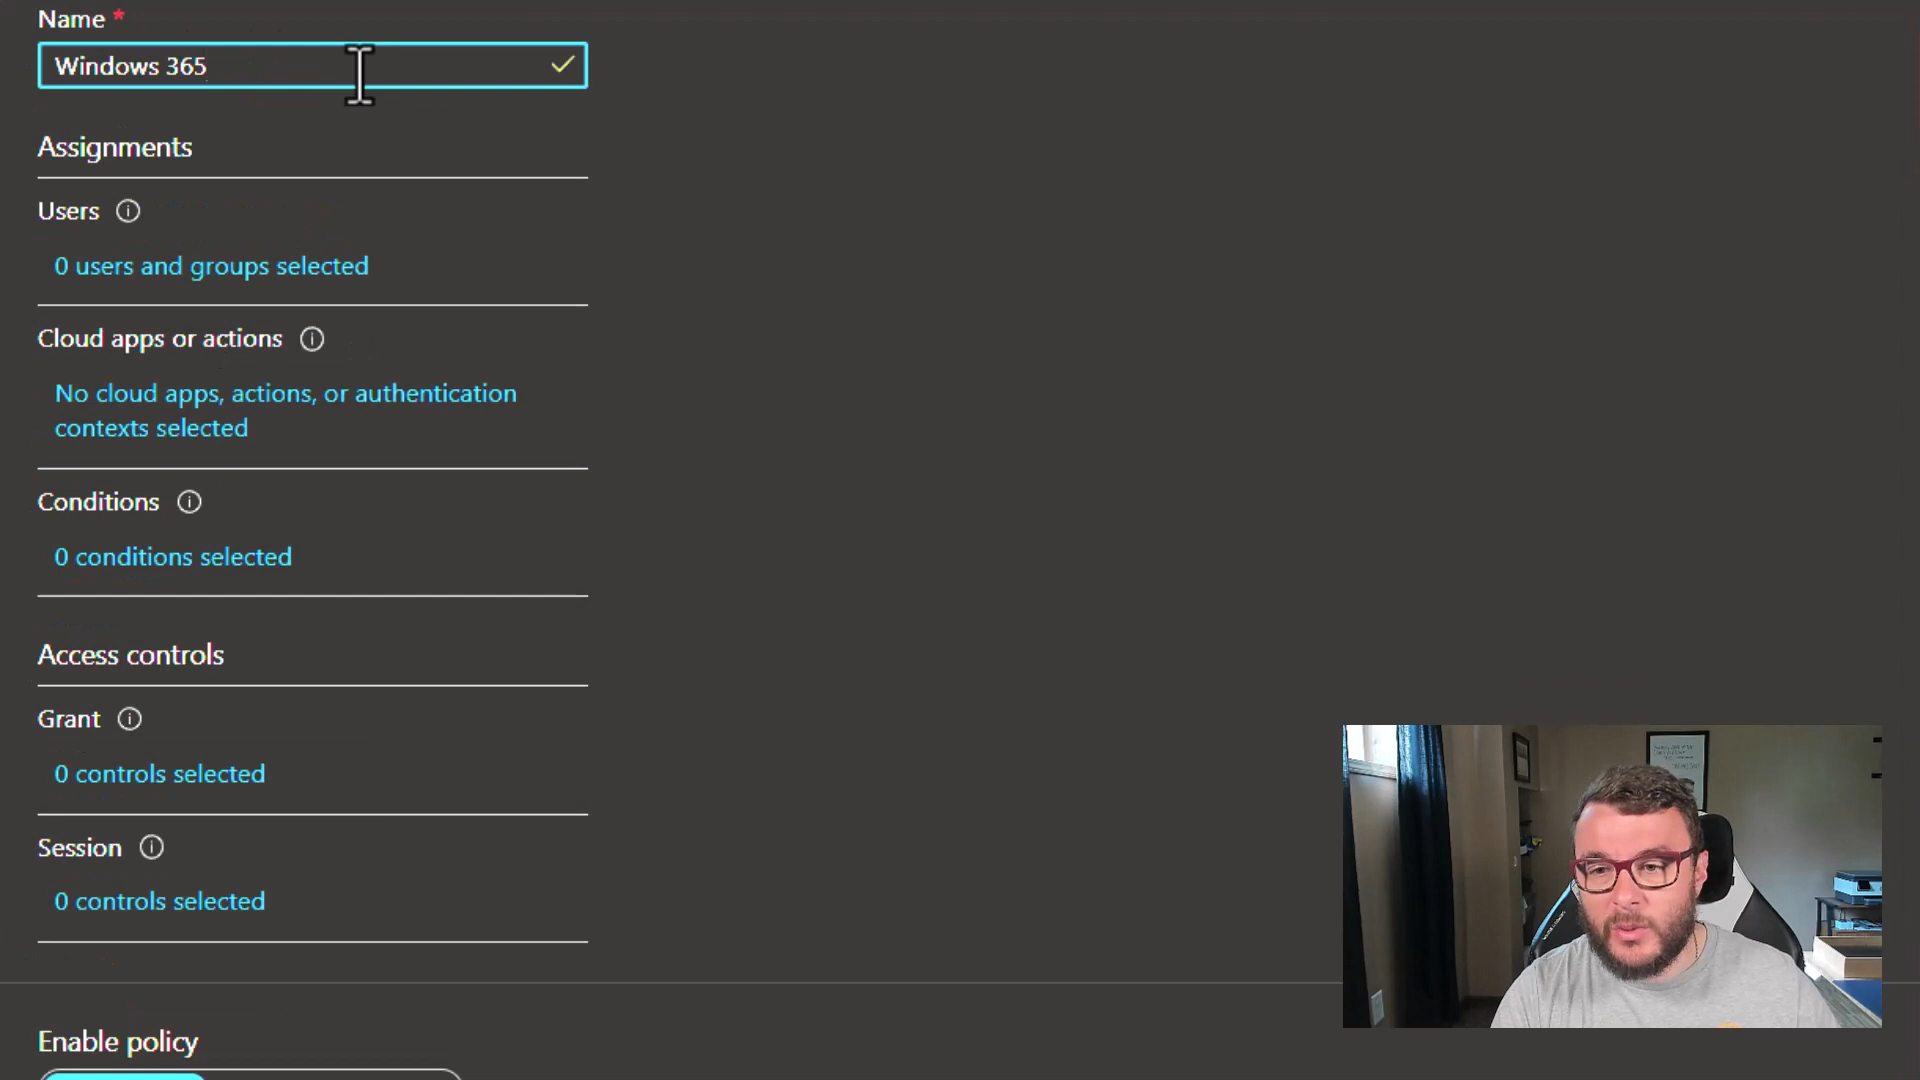 Name *
Windows 365
Assignments
Users
0 users and groups selected
Cloud apps or actions
No cloud apps, actions, or authentication
contexts selected
Conditions
0 conditions selected
Access controls
Grant
0 controls selected
Session
0 controls selected
Enable policy